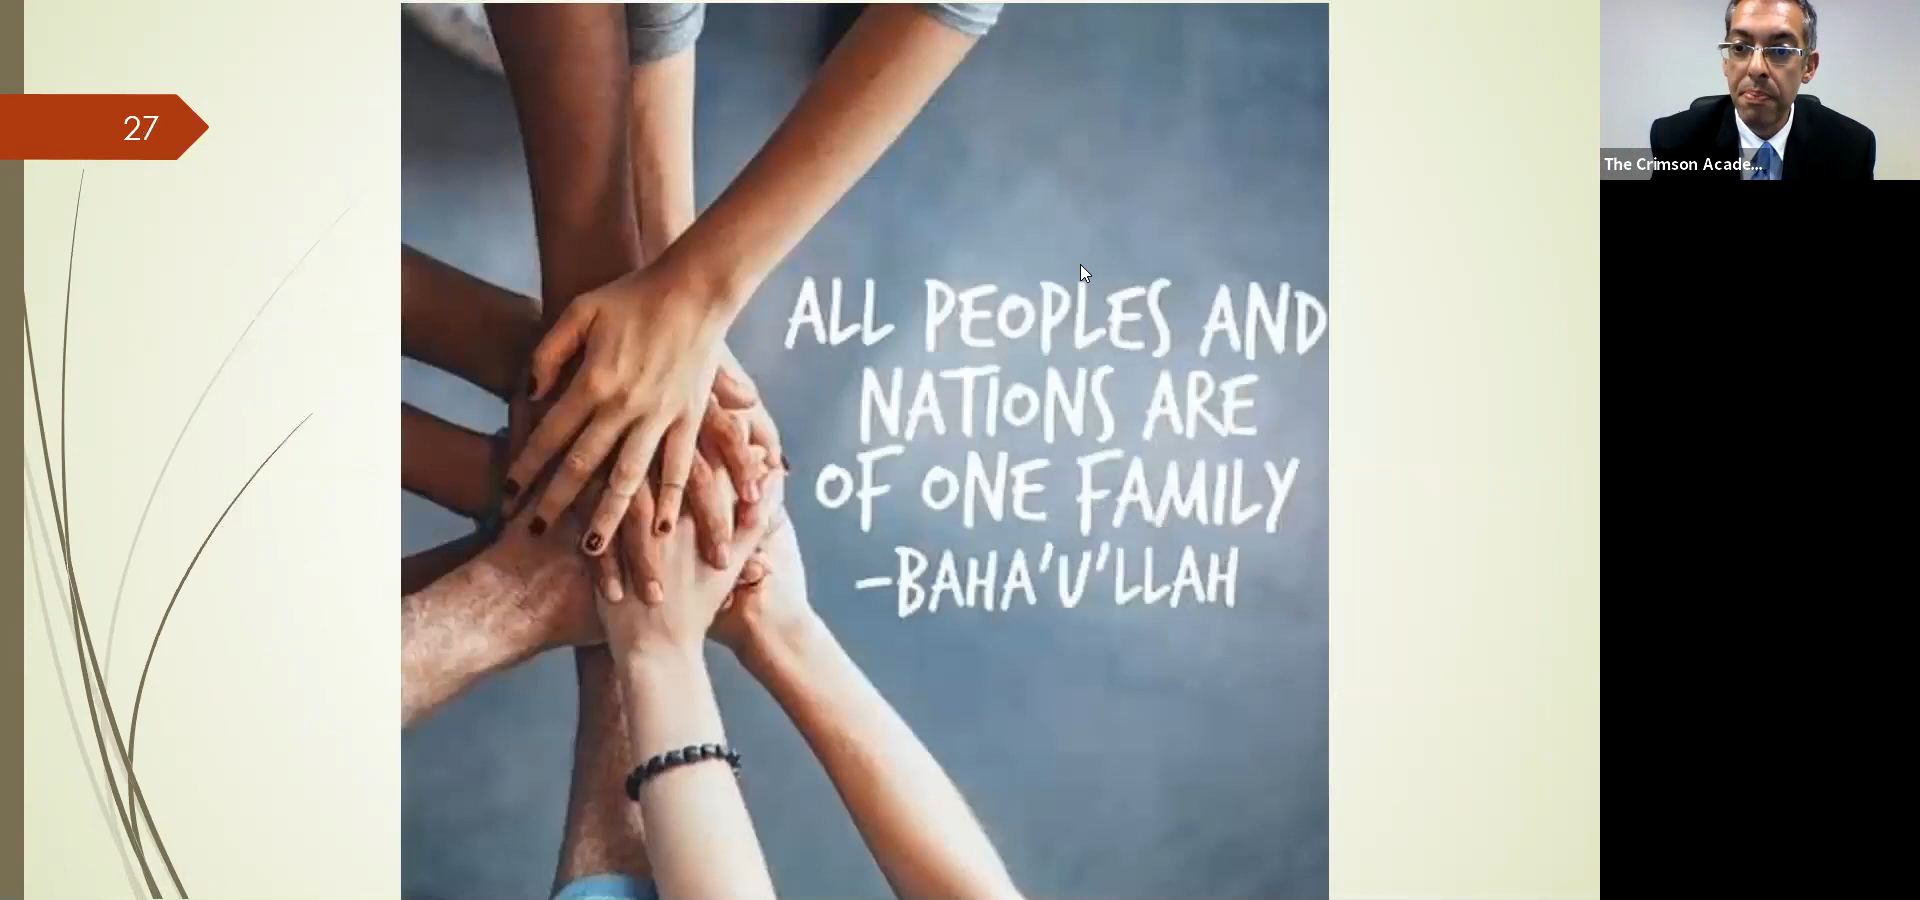 27
ALL PEOPLES AND
NATIONS ARE
OF ONE FAMILY
-BAHA'U'LLAH
The Crimson Acade...